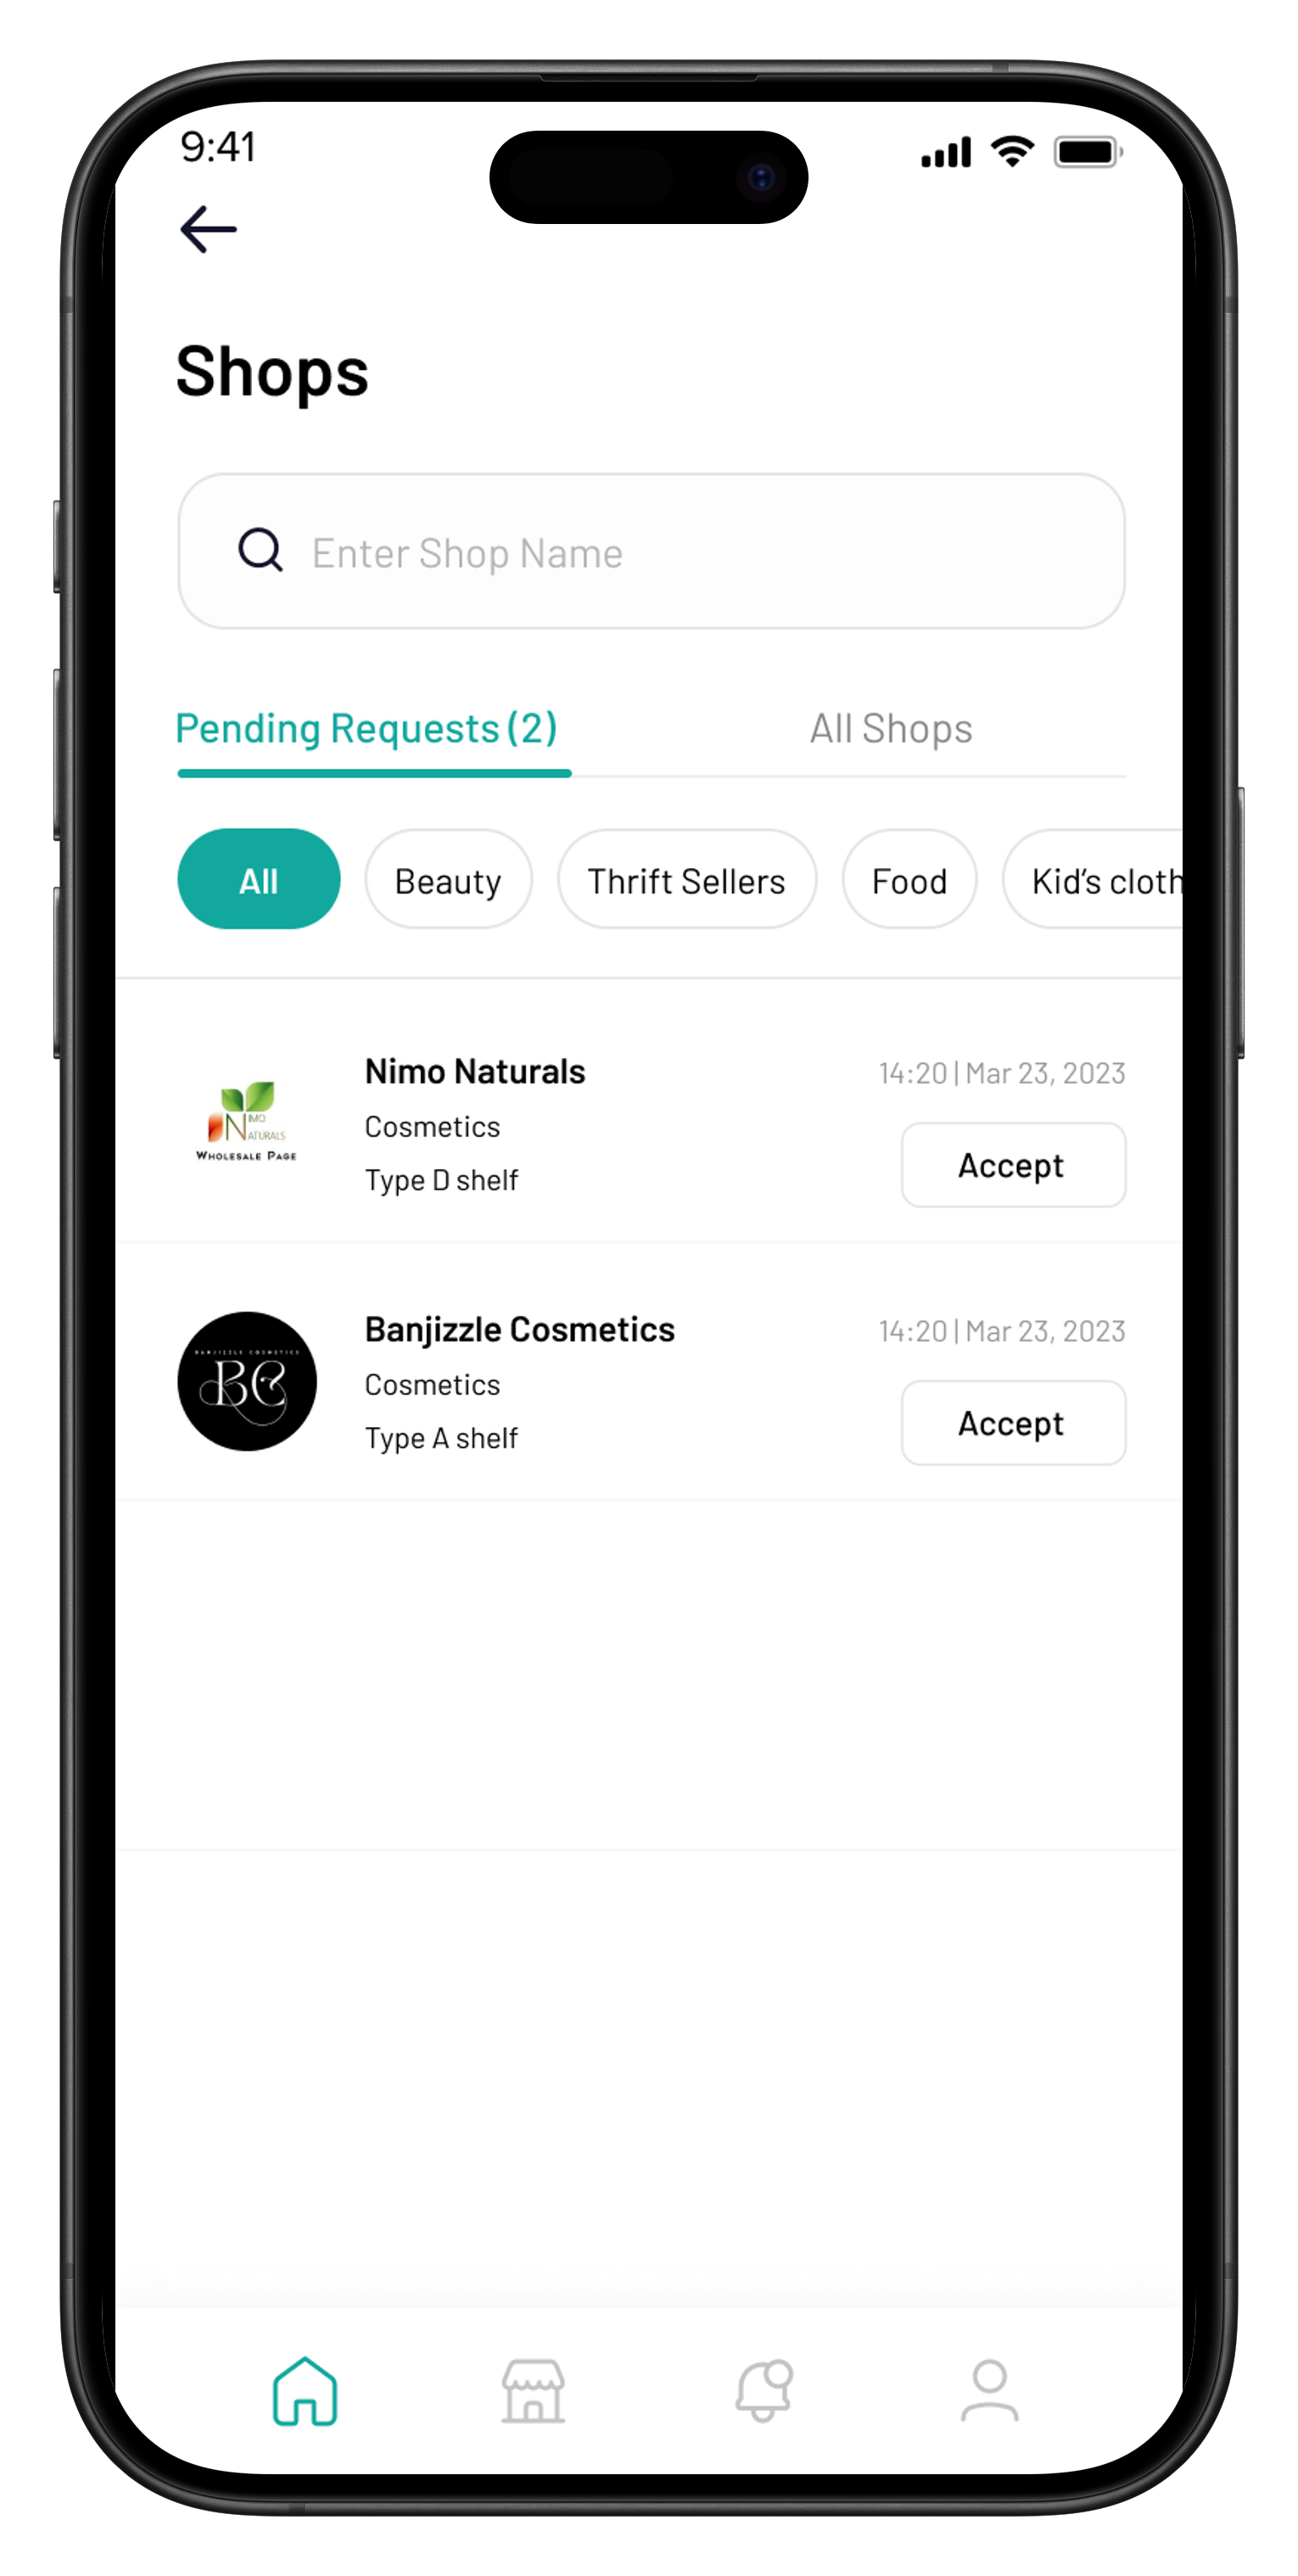 9:41
Shops
Enter Shop Name
Pending Requests (2)
All Shops
All
Beauty
Thrift Sellers
Food
Kid's cloth
Nimo Naturals
14:20 | Mar 23, 2023
Cosmetics
Type D shelf
Accept
NIMO
NATURALS
WHOLESALE PAGE
Banjizzle Cosmetics
14:20 | Mar 23, 2023
Cosmetics
Type A shelf
Accept
BANJIZZLE COSMETICS
BC